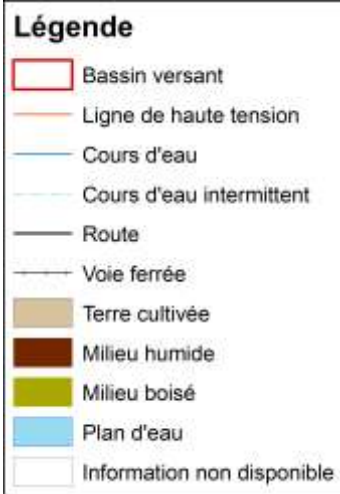 Légende
Bassin versant
Ligne de haute tension
Cours d'eau
Cours d'eau intermittent
Route
Voie ferrée
Terre cultivée
Milieu humide
Milieu boisé
Plan d'eau
Information non disponible